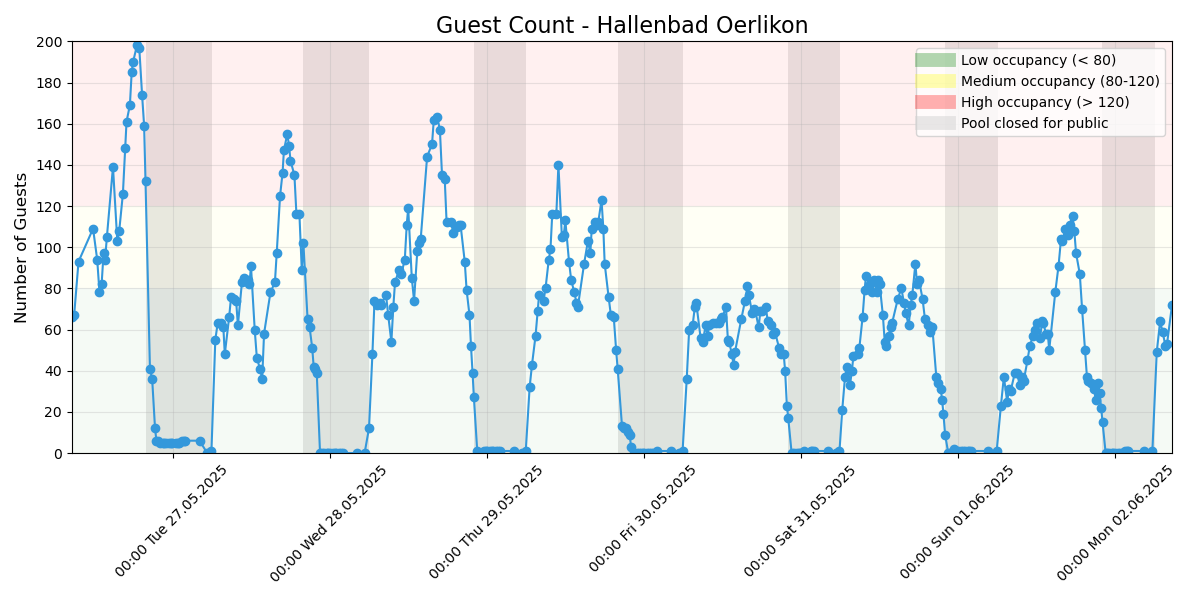 Guest Count - Hallenbad Oerlikon
Number of Guests
200
180
160
140
120
100
80
60
40
20
0
Low occupancy (< 80)
Medium occupancy (80-120)
High occupancy (> 120)
Pool closed for public
00:00 Tue 27.05.2025
00:00 Wed 28.05.2025
00:00 Thu 29.05.2025
00:00 Fri 30.05.2025
00:00 Sat 31.05.2025
00:00 Sun 01.06.2025
00:00 Mon 02.06.2025